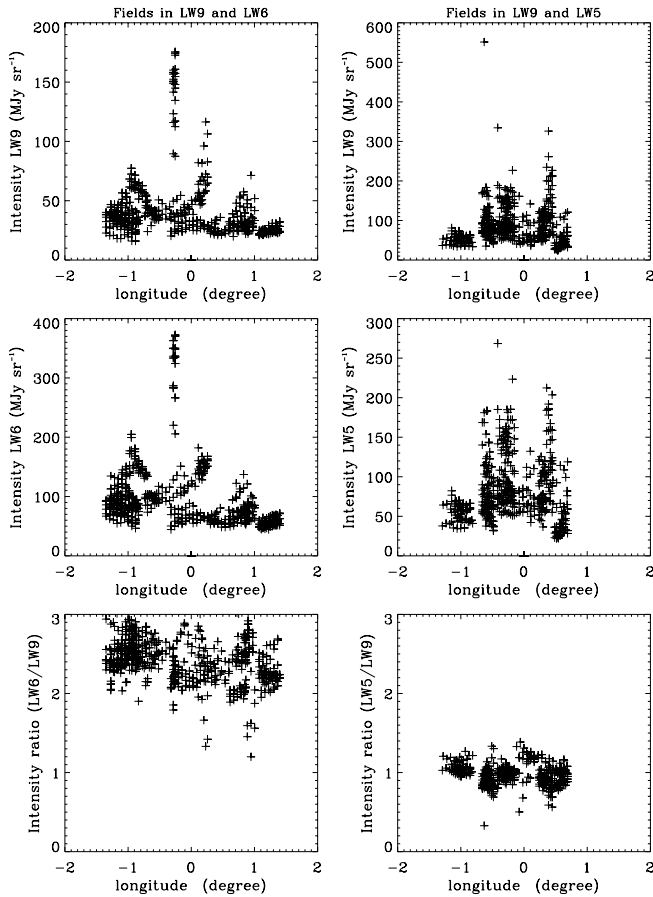 Fields in LW9 and LW6
Intensity LW9 (MJy sr⁻¹)
200
150
100
50
0
−2 −1 0 1 2
longitude (degree)
Fields in LW9 and LW5
Intensity LW9 (MJy sr⁻¹)
600
500
400
300
200
100
0
−2 −1 0 1 2
longitude (degree)
Intensity LW6 (MJy sr⁻¹)
400
300
200
100
0
−2 −1 0 1 2
longitude (degree)
Intensity LW5 (MJy sr⁻¹)
300
250
200
150
100
50
0
−2 −1 0 1 2
longitude (degree)
Intensity ratio (LW6/LW9)
3
2
1
0
−2 −1 0 1 2
longitude (degree)
Intensity ratio (LW5/LW9)
3
2
1
0
−2 −1 0 1 2
longitude (degree)